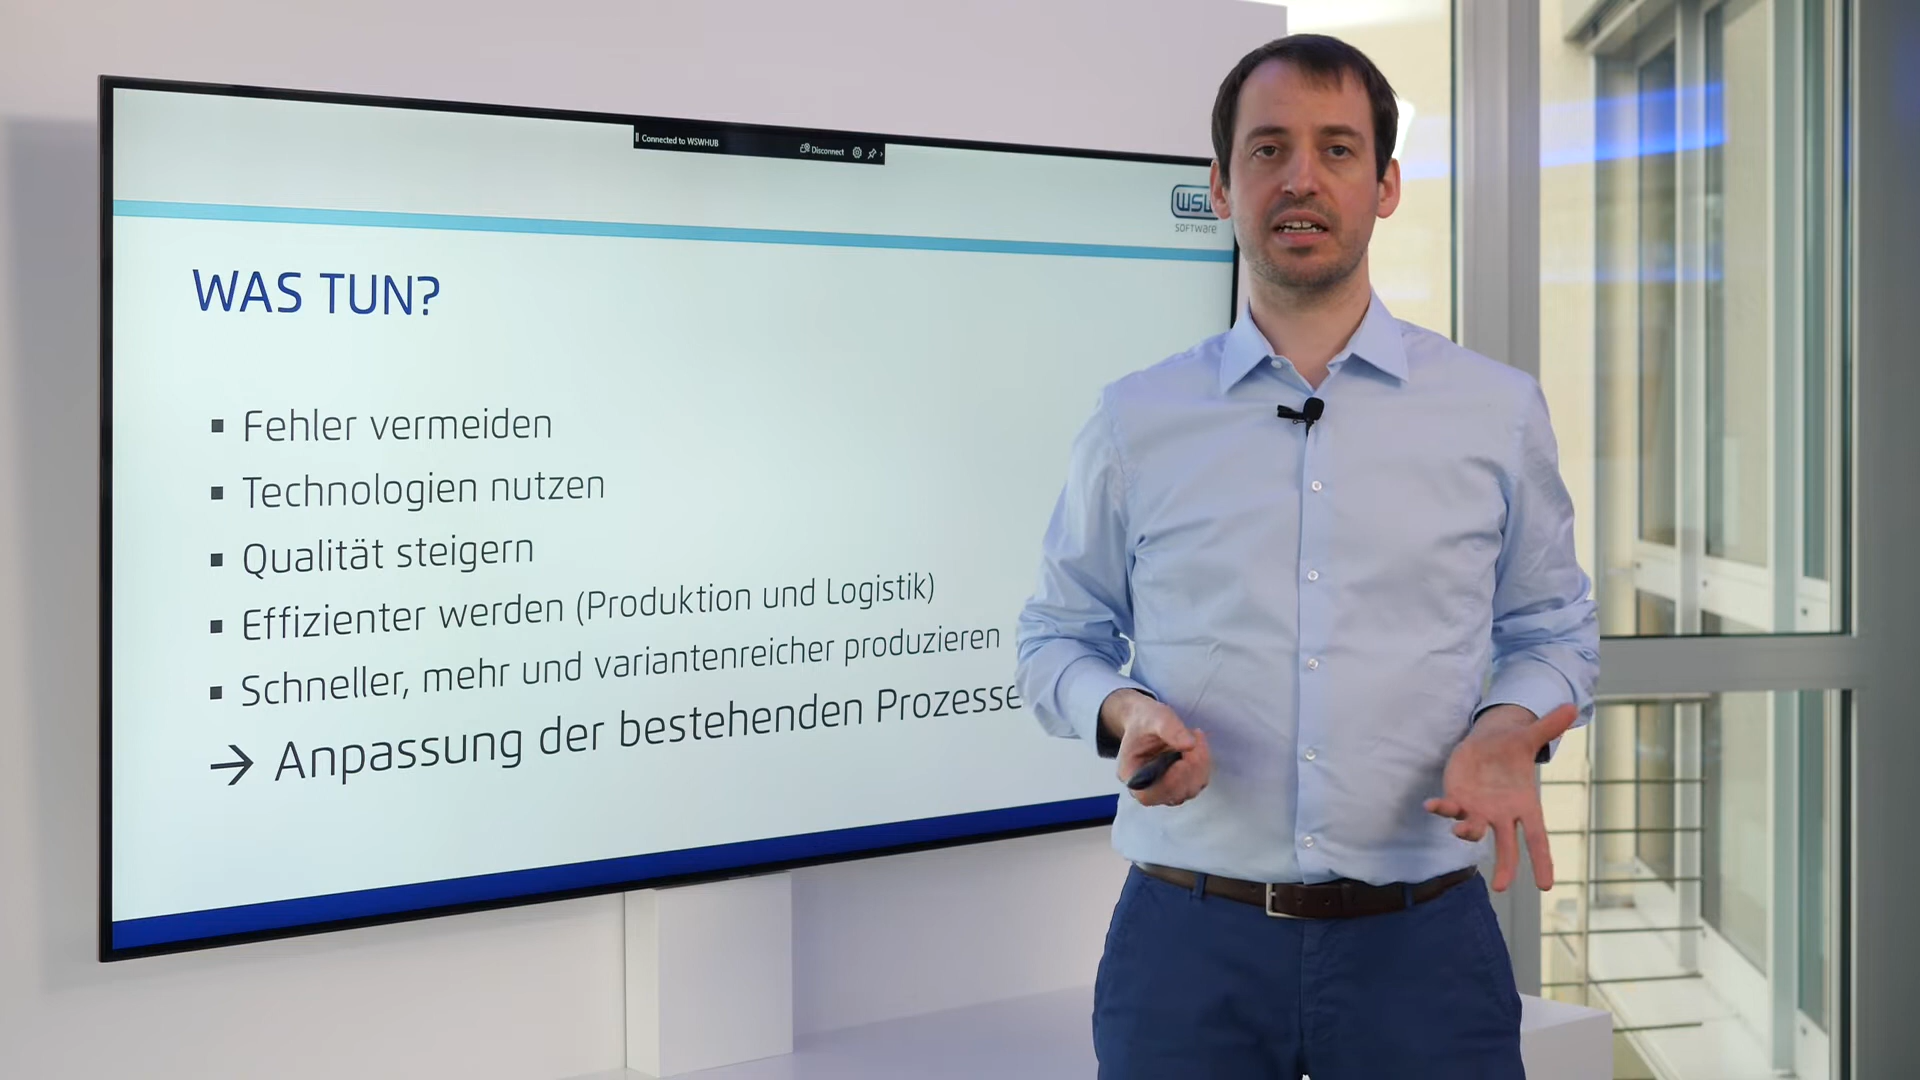 Connected to WSWHUB
Disconnect
SOFTWARE
WAS TUN?
▪ Fehler vermeiden
▪ Technologien nutzen
▪ Qualität steigern
▪ Effizienter werden (Produktion und Logistik)
▪ Schneller, mehr und variantenreicher produzieren
→ Anpassung der bestehenden Prozesse